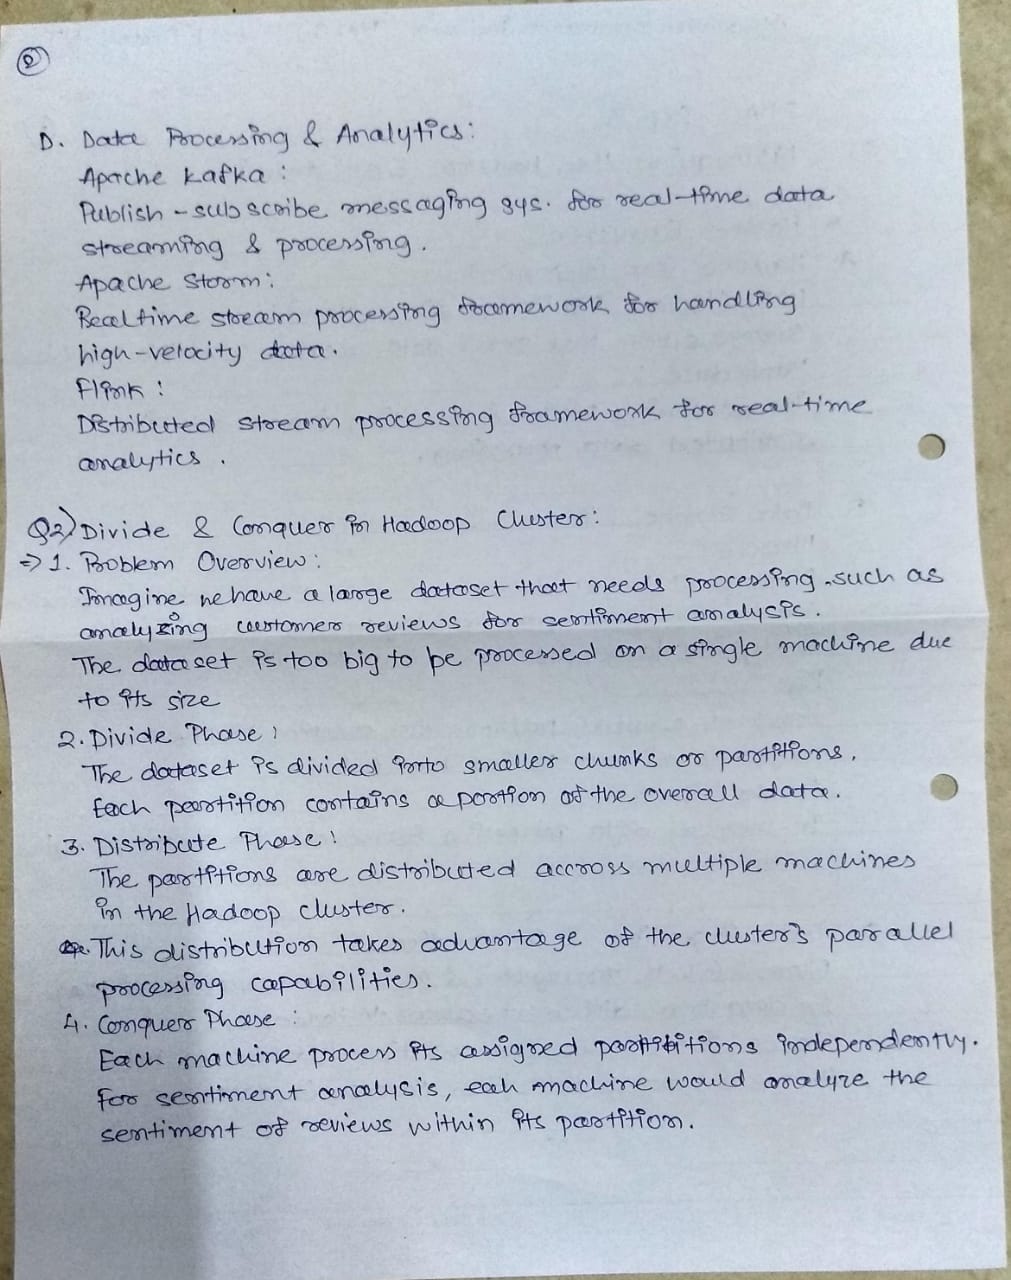 D. Data Processing & Analytics:
Apache Kafka :
Publish - subscribe messaging sys. for real-time data
streaming & processing.
Apache Storm :
Realtime stream processing framework for handling
high-velocity data.
Flink :
Distributed stream processing framework for real-time
analytics .
Q2) Divide & Conquer in Hadoop Cluster :
⇒ 1. Problem Overview :
Imagine we have a large dataset that needs processing , such as
analyzing customer reviews for sentiment analysis .
The dataset is too big to be processed on a single machine due
to its size
2. Divide Phase :
The dataset is divided into smaller chunks or partitions .
Each partition contains a portion of the overall data .
3. Distribute Phase :
The partitions are distributed accross multiple machines
in the Hadoop cluster .
This distribution takes advantage of the cluster's parallel
processing capabilities .
4. Conquer Phase :
Each machine process its assigned partitions independently .
For sentiment analysis , eah machine would analyze the
sentiment of reviews within its partition .